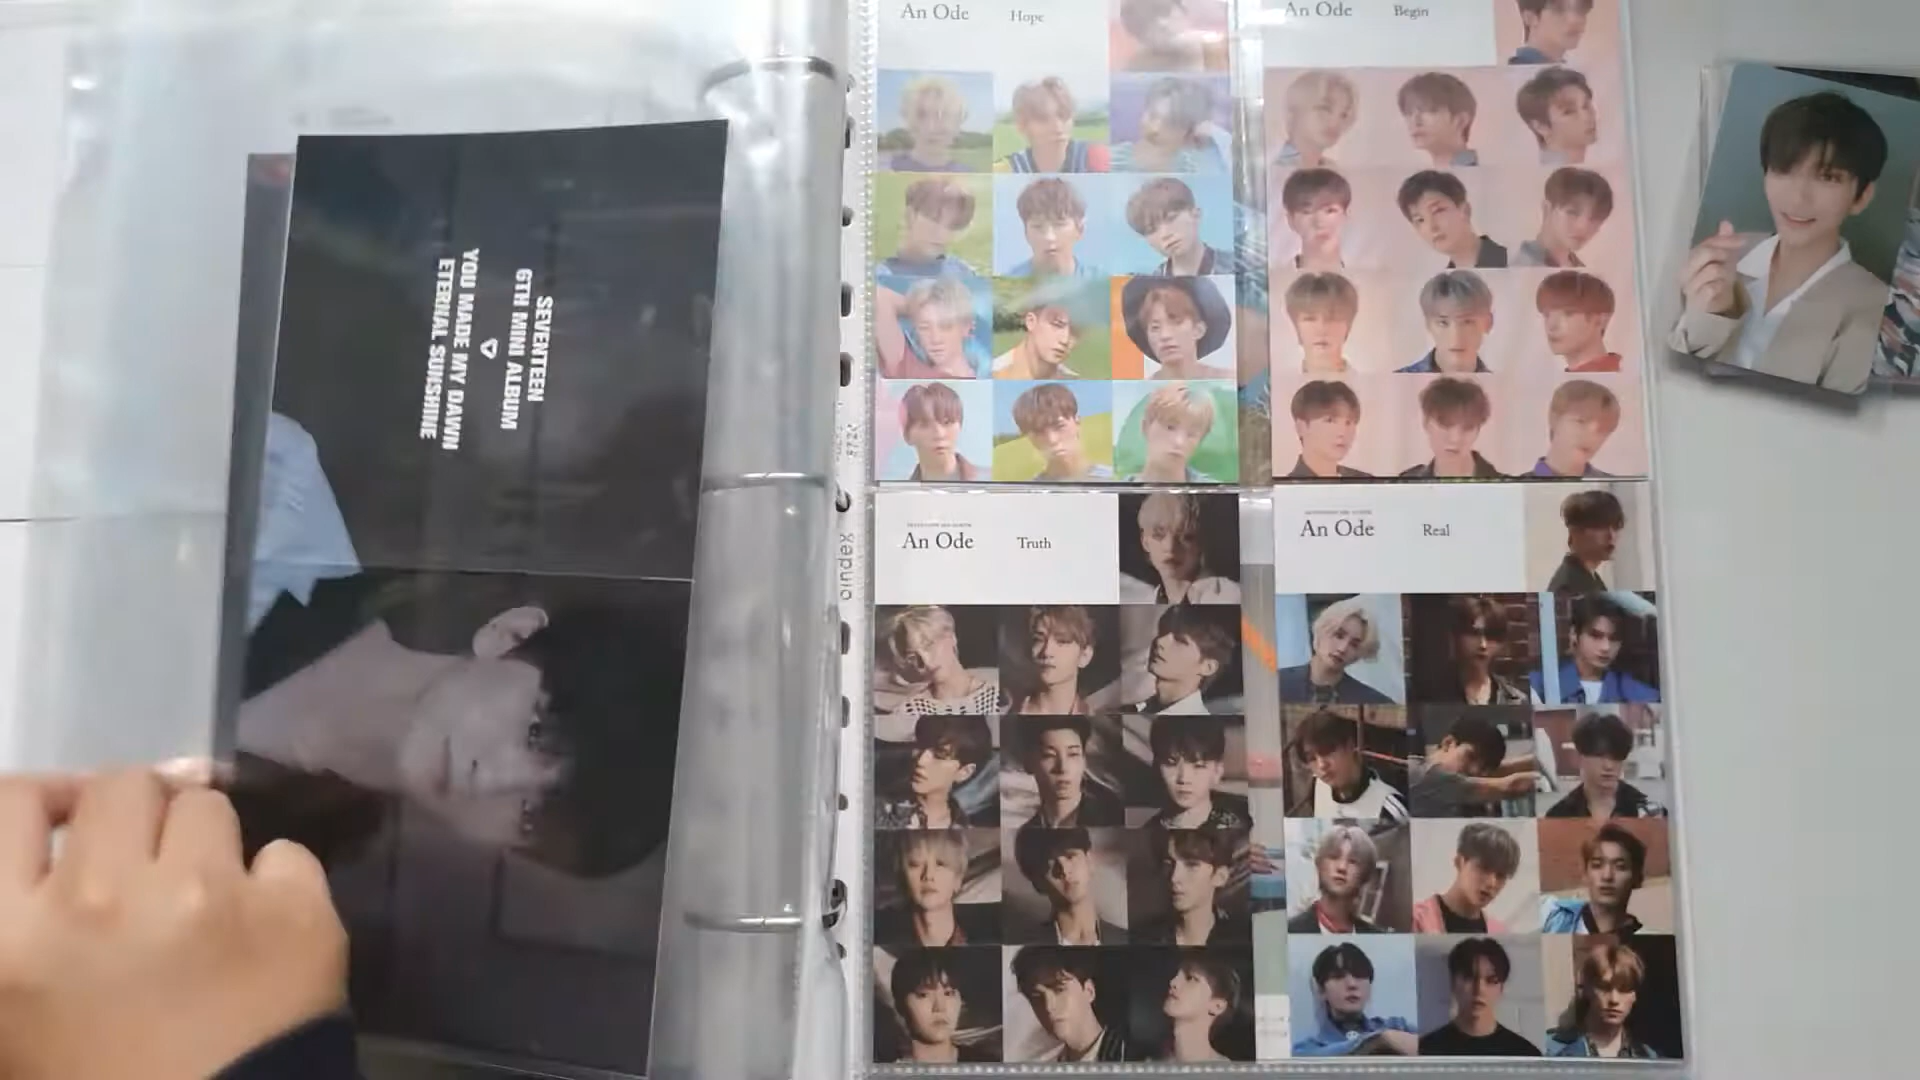 SEVENTEEN
6TH MINI ALBUM
YOU MADE MY DAWN
ETERNAL SUNSHINE
An Ode Hope
An Ode Begin
An Ode Truth
An Ode Real